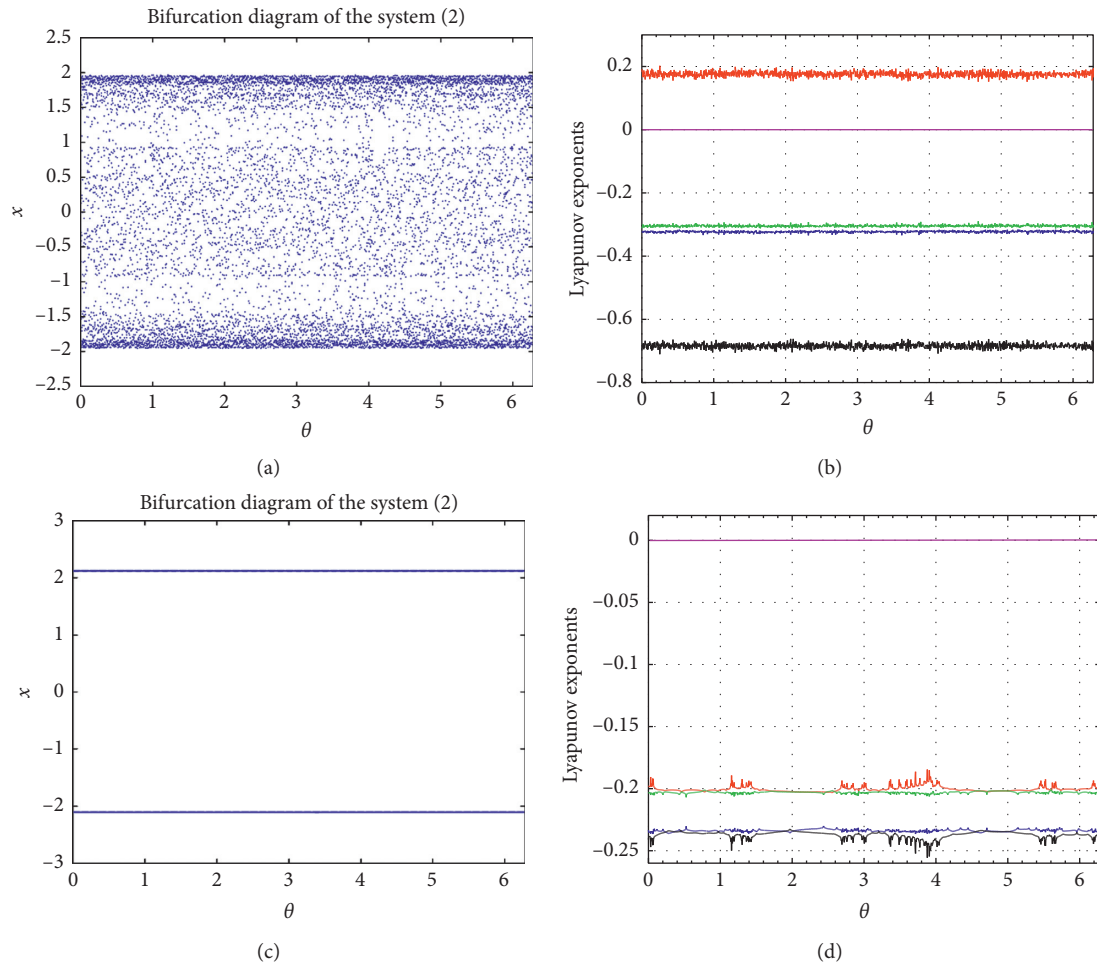 Bifurcation diagram of the system (2)
2.5
2
1.5
1
0.5
0
−0.5
−1
−1.5
−2
−2.5
x
0 1 2 3 4 5 6
θ
(a)
0.2
0
−0.2
−0.4
−0.6
−0.8
Lyapunov exponents
0 1 2 3 4 5 6
θ
(b)
Bifurcation diagram of the system (2)
3
2
1
0
−1
−2
−3
x
0 1 2 3 4 5 6
θ
(c)
0
−0.05
−0.1
−0.15
−0.2
−0.25
Lyapunov exponents
0 1 2 3 4 5 6
θ
(d)